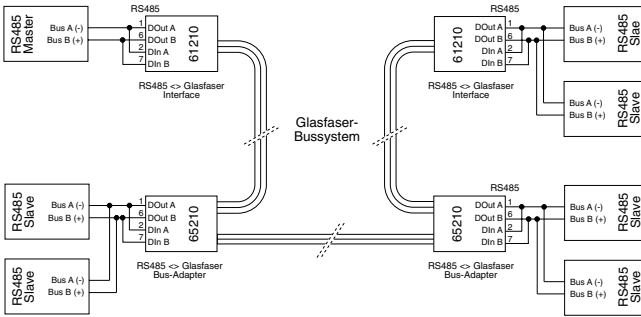 RS485
Master
Bus A (-)
Bus B (+)
RS485
1
6
2
7
DOut A
DOut B
DIn A
DIn B
61210
RS485 <> Glasfaser
Interface
RS485
61210
DOut A
DOut B
DIn A
DIn B
1
6
2
7
RS485 <> Glasfaser
Interface
Bus A (-)
Bus B (+)
RS485
Slae
Bus A (-)
Bus B (+)
RS485
Slave
Glasfaser-
Bussystem
RS485
Slave
Bus A (-)
Bus B (+)
RS485
Slave
Bus A (-)
Bus B (+)
1
6
2
7
DOut A
DOut B
DIn A
DIn B
65210
RS485 <> Glasfaser
Bus-Adapter
RS485
65210
DOut A
DOut B
DIn A
DIn B
1
6
2
7
RS485 <> Glasfaser
Bus-Adapter
Bus A (-)
Bus B (+)
RS485
Slave
Bus A (-)
Bus B (+)
RS485
Slave